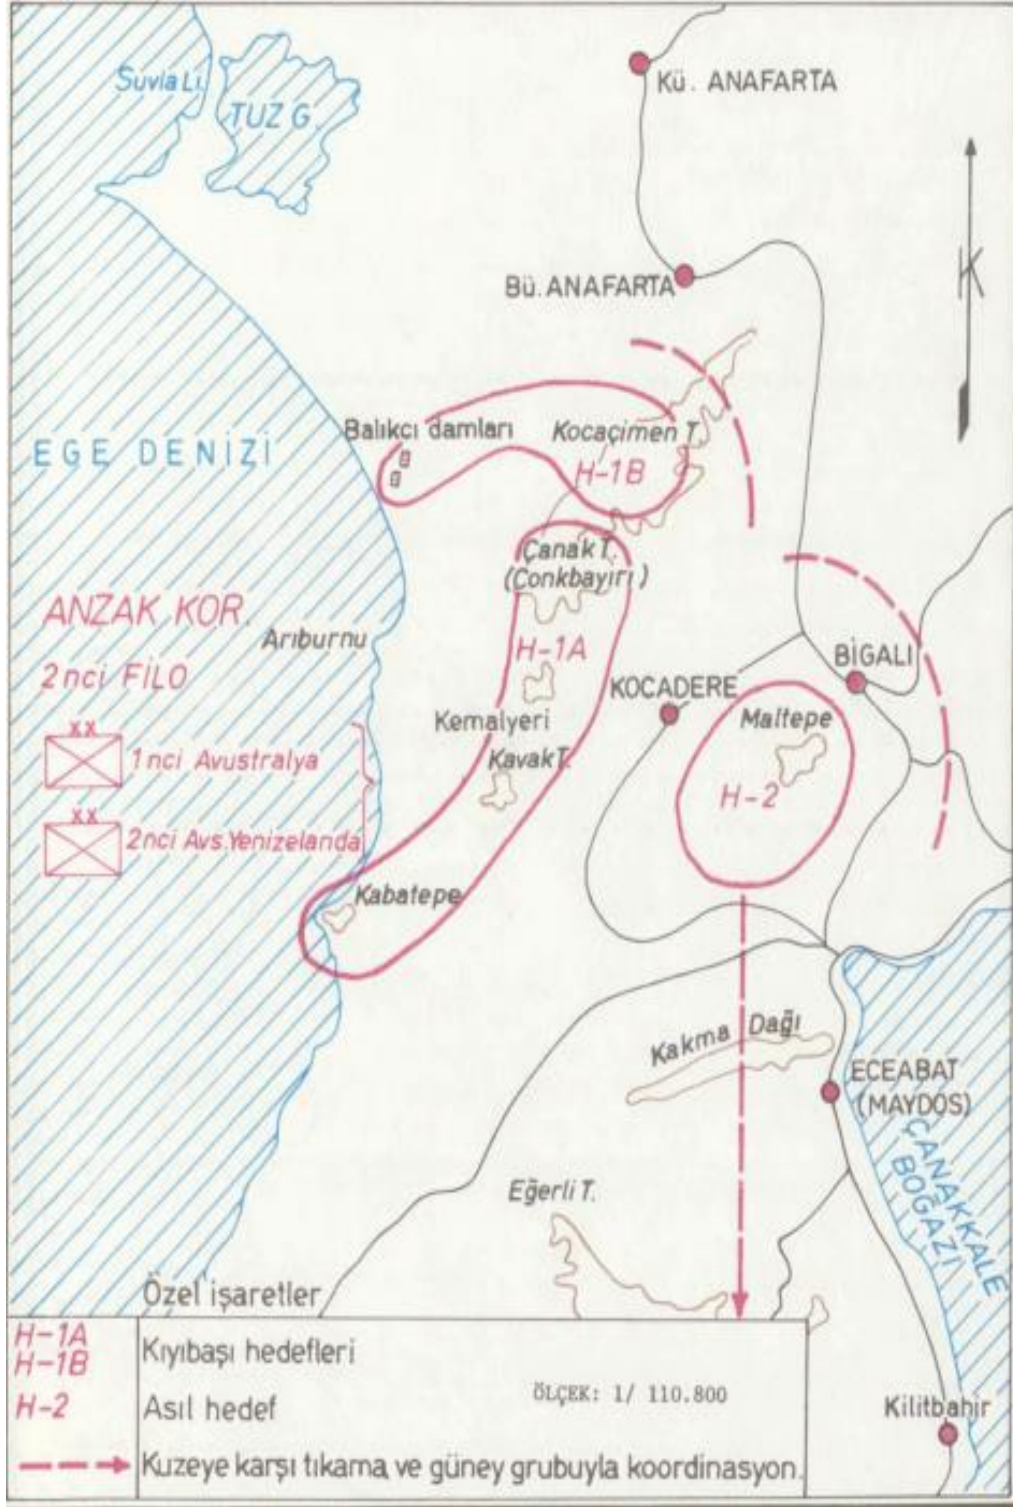 Suvla Li.
TUZ G.
Kü. ANAFARTA
K
Bü. ANAFARTA
Balıkcı damları
Kocaçimen T.
H-1B
EGE DENİZİ
Çanak T.
(Conkbayırı)
ANZAK KOR.
Arıburnu
H-1A
BİGALI
2nci FİLO
KOCADERE
Kemalyeri
Maltepe
XX
1nci Avustralya
Kavak T.
H-2
XX
2nci Avs. Yenizelanda
Kabatepe
Kakma Dağı
ECEABAT
(MAYDOS)
ÇANAKKALE
BOĞAZI
Eğerli T.
Özel işaretler
H-1A
H-1B
Kıyıbaşı hedefleri
H-2
Asıl hedef
ÖLÇEK: 1/ 110.800
Kilitbahir
Kuzeye karşı tıkama ve güney grubuyla koordinasyon.